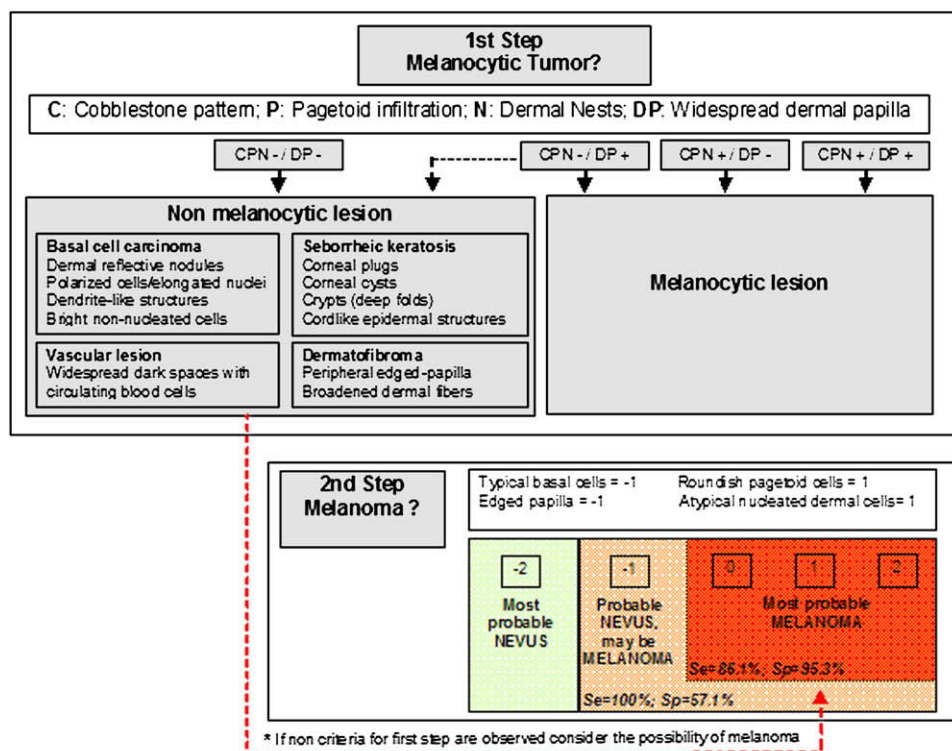 1st Step
Melanocytic Tumor?
C: Cobblestone pattern; P: Pagetoid infiltration; N: Dermal Nests; DP: Widespread dermal papilla
CPN - / DP -
CPN - / DP +
CPN + / DP -
CPN + / DP +
Non melanocytic lesion
Basal cell carcinoma
Dermal reflective nodules
Polarized cells/elongated nuclei
Dendrite-like structures
Bright non-nucleated cells
Seborrheic keratosis
Corneal plugs
Corneal cysts
Crypts (deep folds)
Cordlike epidermal structures
Vascular lesion
Widespread dark spaces with
circulating blood cells
Dermatofibroma
Peripheral edged-papilla
Broadened dermal fibers
Melanocytic lesion
2nd Step
Melanoma ?
Typical basal cells = -1
Edged papilla = -1
Roundish pagetoid cells = 1
Atypical nucleated dermal cells= 1
-2
Most
probable
NEVUS
-1
Probable
NEVUS,
may be
MELANOMA
0
1
2
Most probable
MELANOMA
Se=86.1%; Sp=95.3%
Se=100%; Sp=57.1%
* If non criteria for first step are observed consider the possibility of melanoma